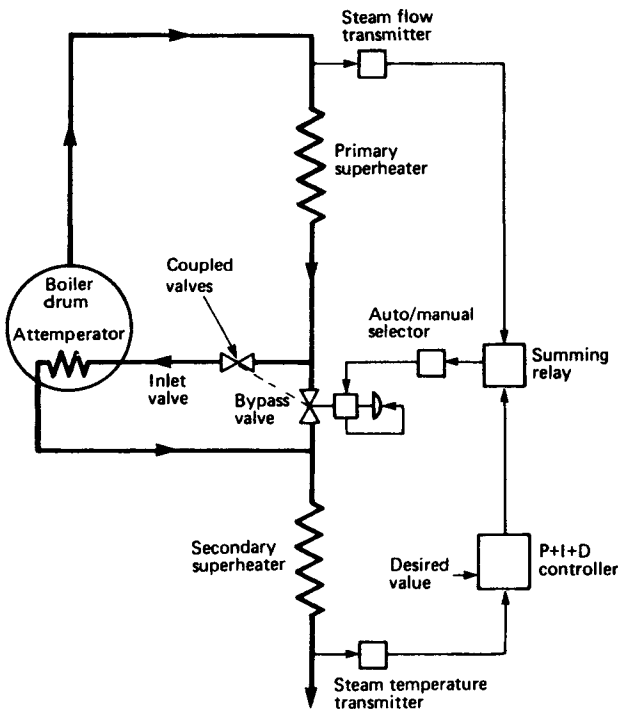 Steam flow
transmitter
Primary
superheater
Coupled
valves
Boiler
drum
Attemperator
Auto/manual
selector
Summing
relay
Inlet
valve
Bypass
valve
Secondary
superheater
Desired
value
P+I+D
controller
Steam temperature
transmitter